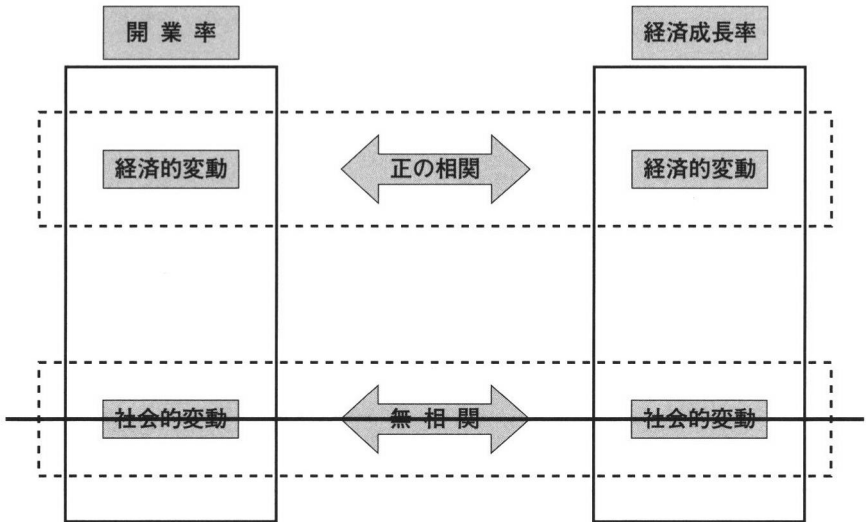 開業率 経済成長率
経済的変動 正の相関 経済的変動
社会的変動 無相関 社会的変動